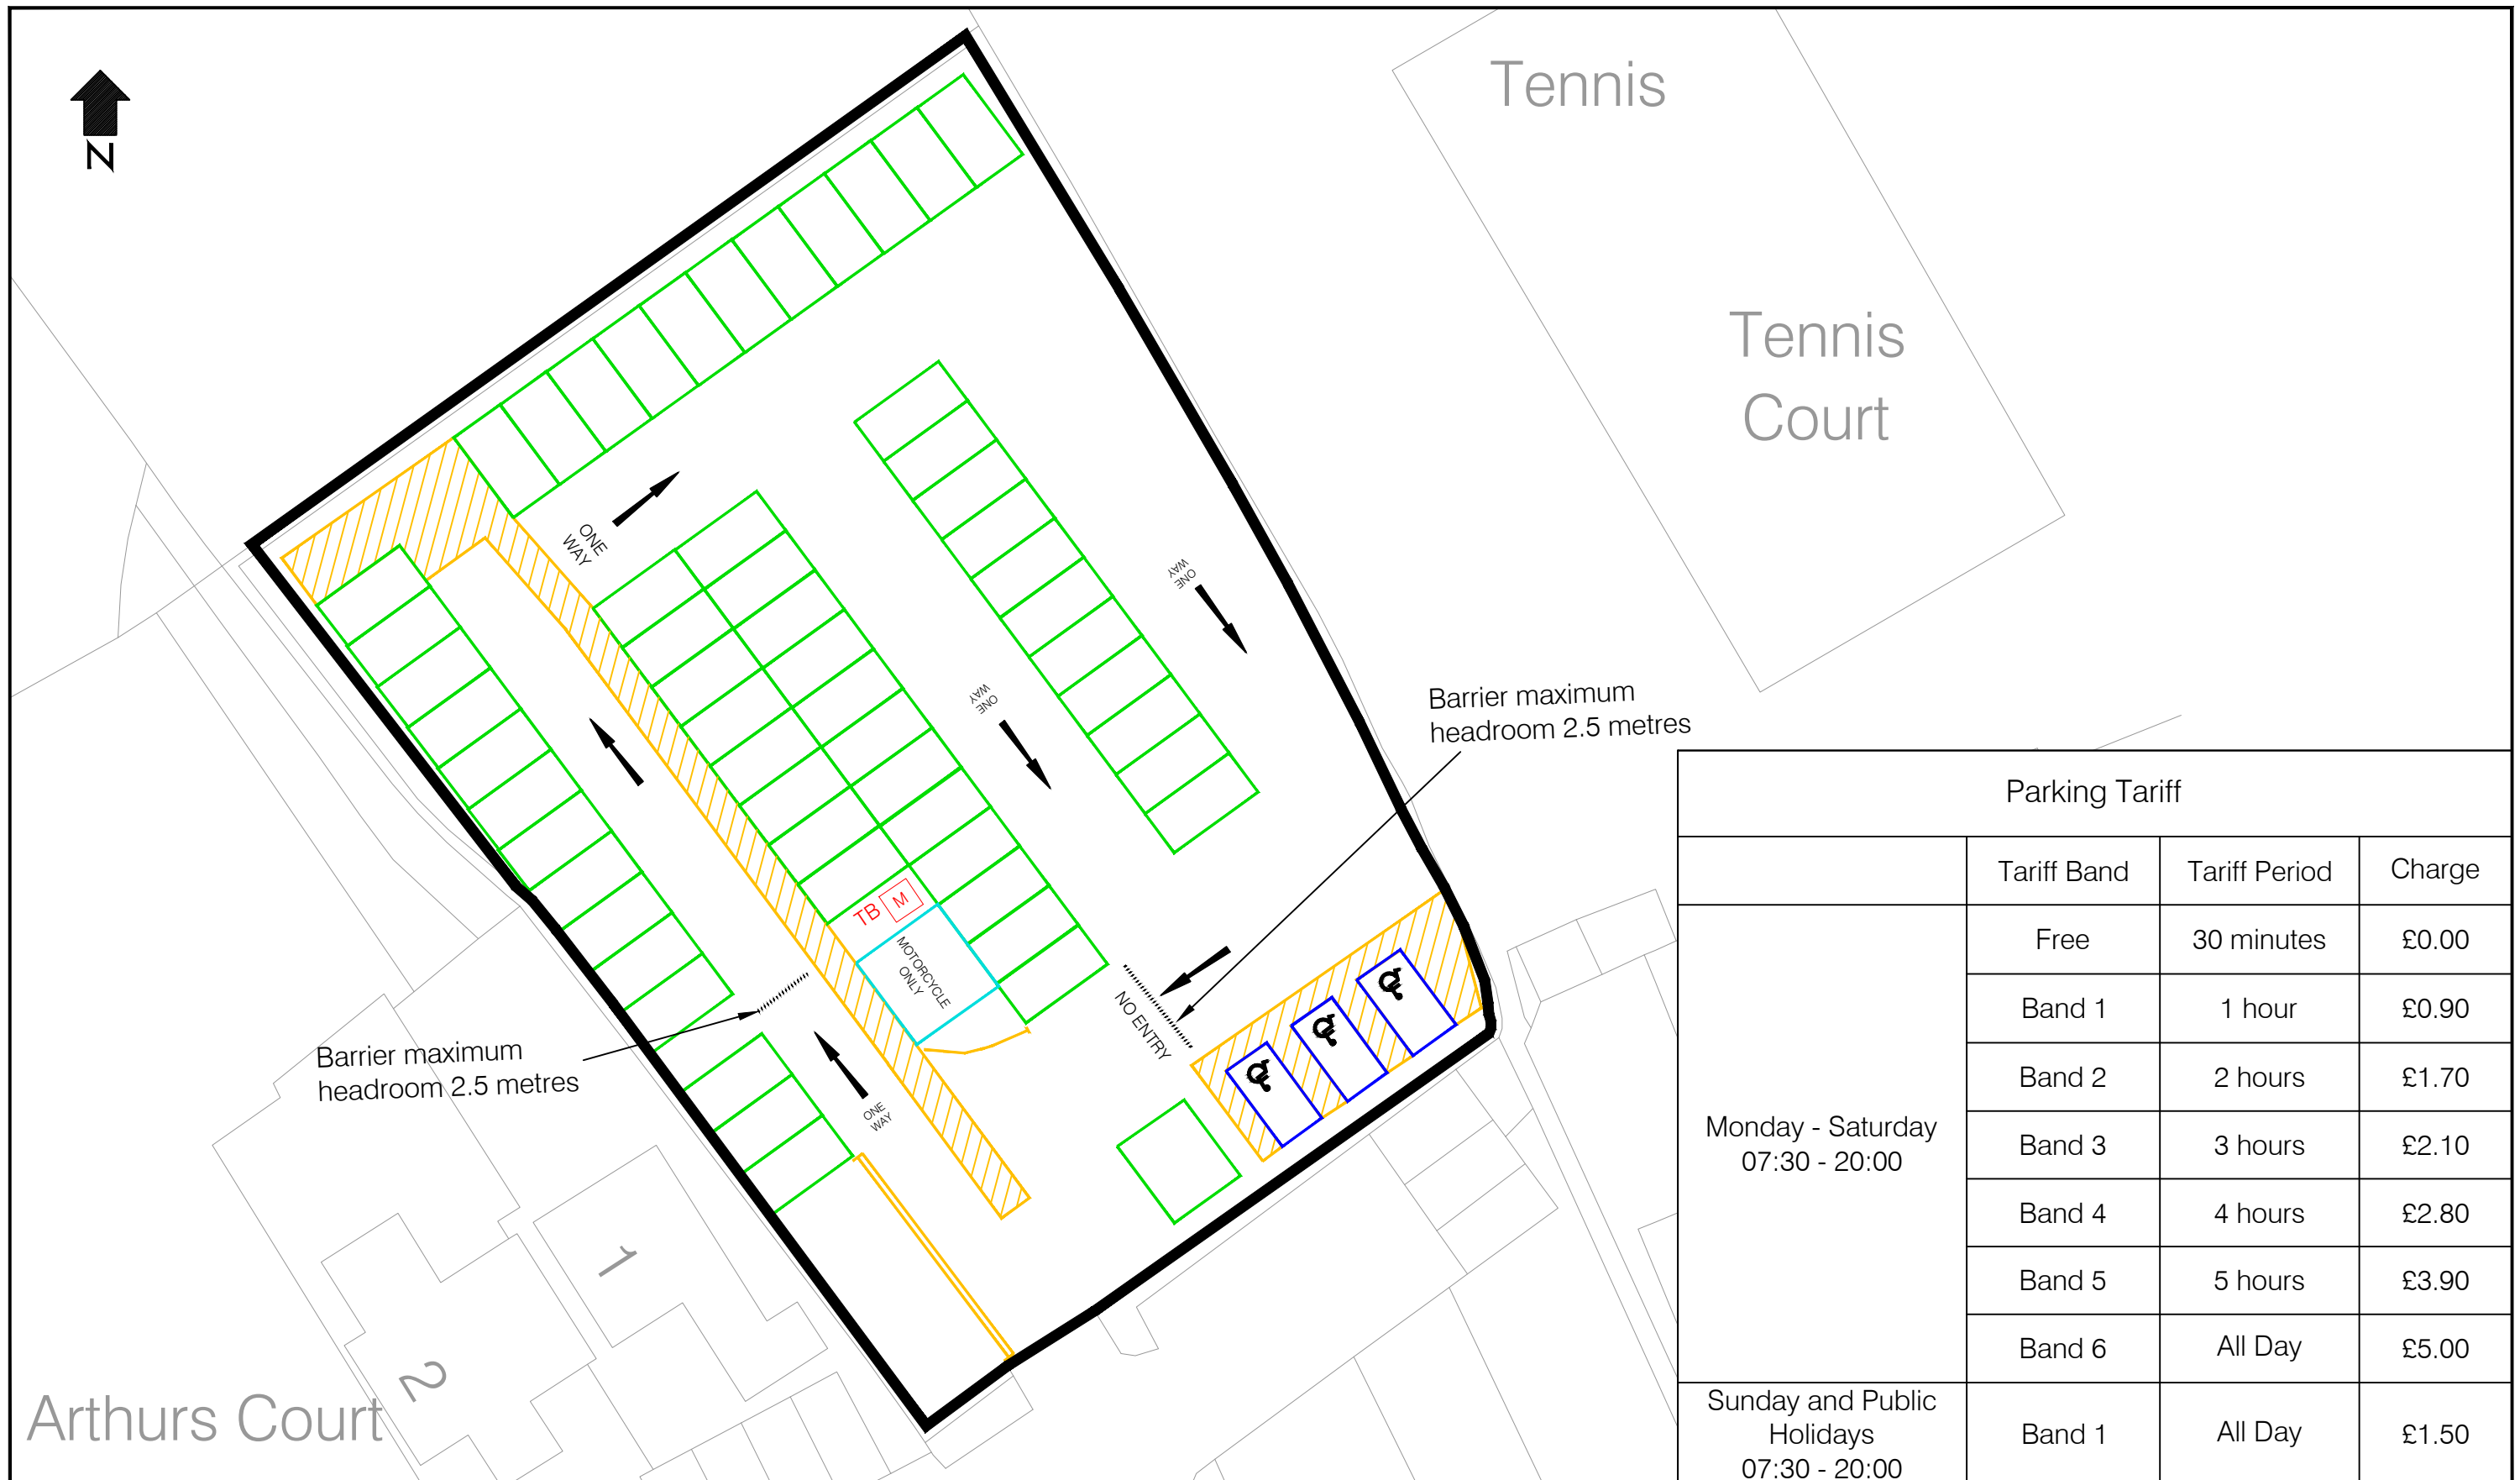 N
Tennis
Tennis
Court
ONE
WAY
ONE
WAY
ONE
WAY
Barrier maximum
headroom 2.5 metres
TB M
MOTORCYCLE
ONLY
NO ENTRY
Barrier maximum
headroom 2.5 metres
ONE
WAY
1
2
Arthurs Court
Parking Tariff
Tariff Band Tariff Period Charge
Monday - Saturday
07:30 - 20:00
Free 30 minutes £0.00
Band 1 1 hour £0.90
Band 2 2 hours £1.70
Band 3 3 hours £2.10
Band 4 4 hours £2.80
Band 5 5 hours £3.90
Band 6 All Day £5.00
Sunday and Public
Holidays
07:30 - 20:00
Band 1 All Day £1.50